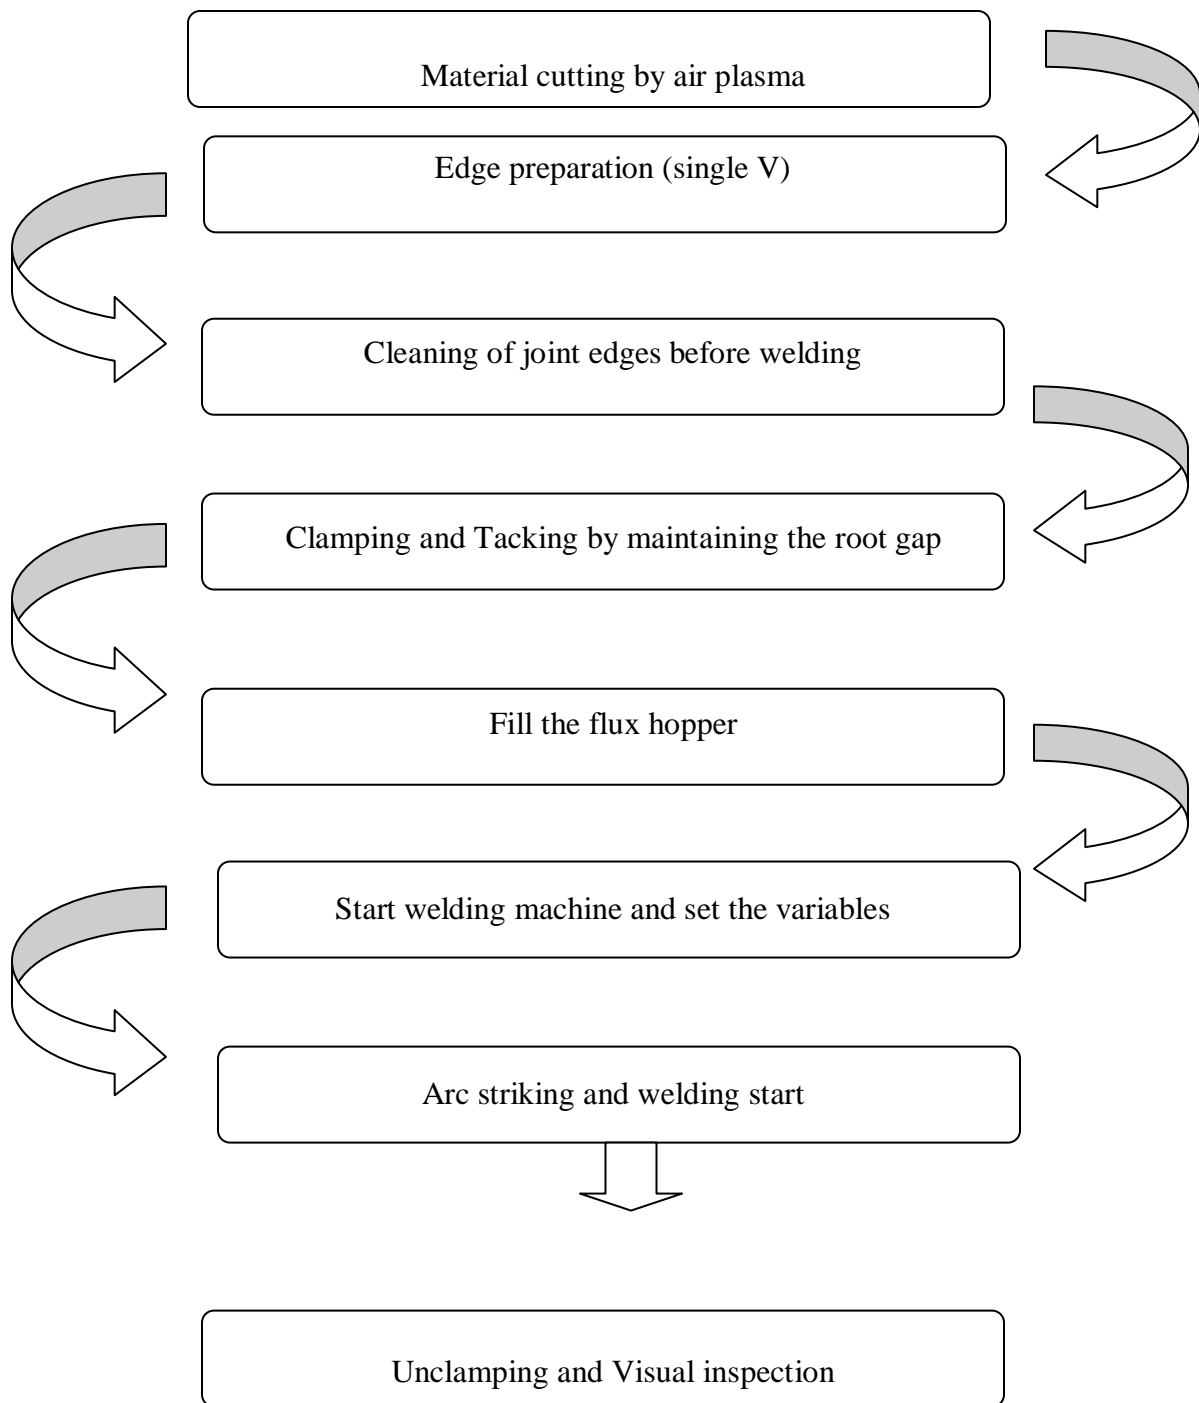 Material cutting by air plasma
Edge preparation (single V)
Cleaning of joint edges before welding
Clamping and Tacking by maintaining the root gap
Fill the flux hopper
Start welding machine and set the variables
Arc striking and welding start
Unclamping and Visual inspection